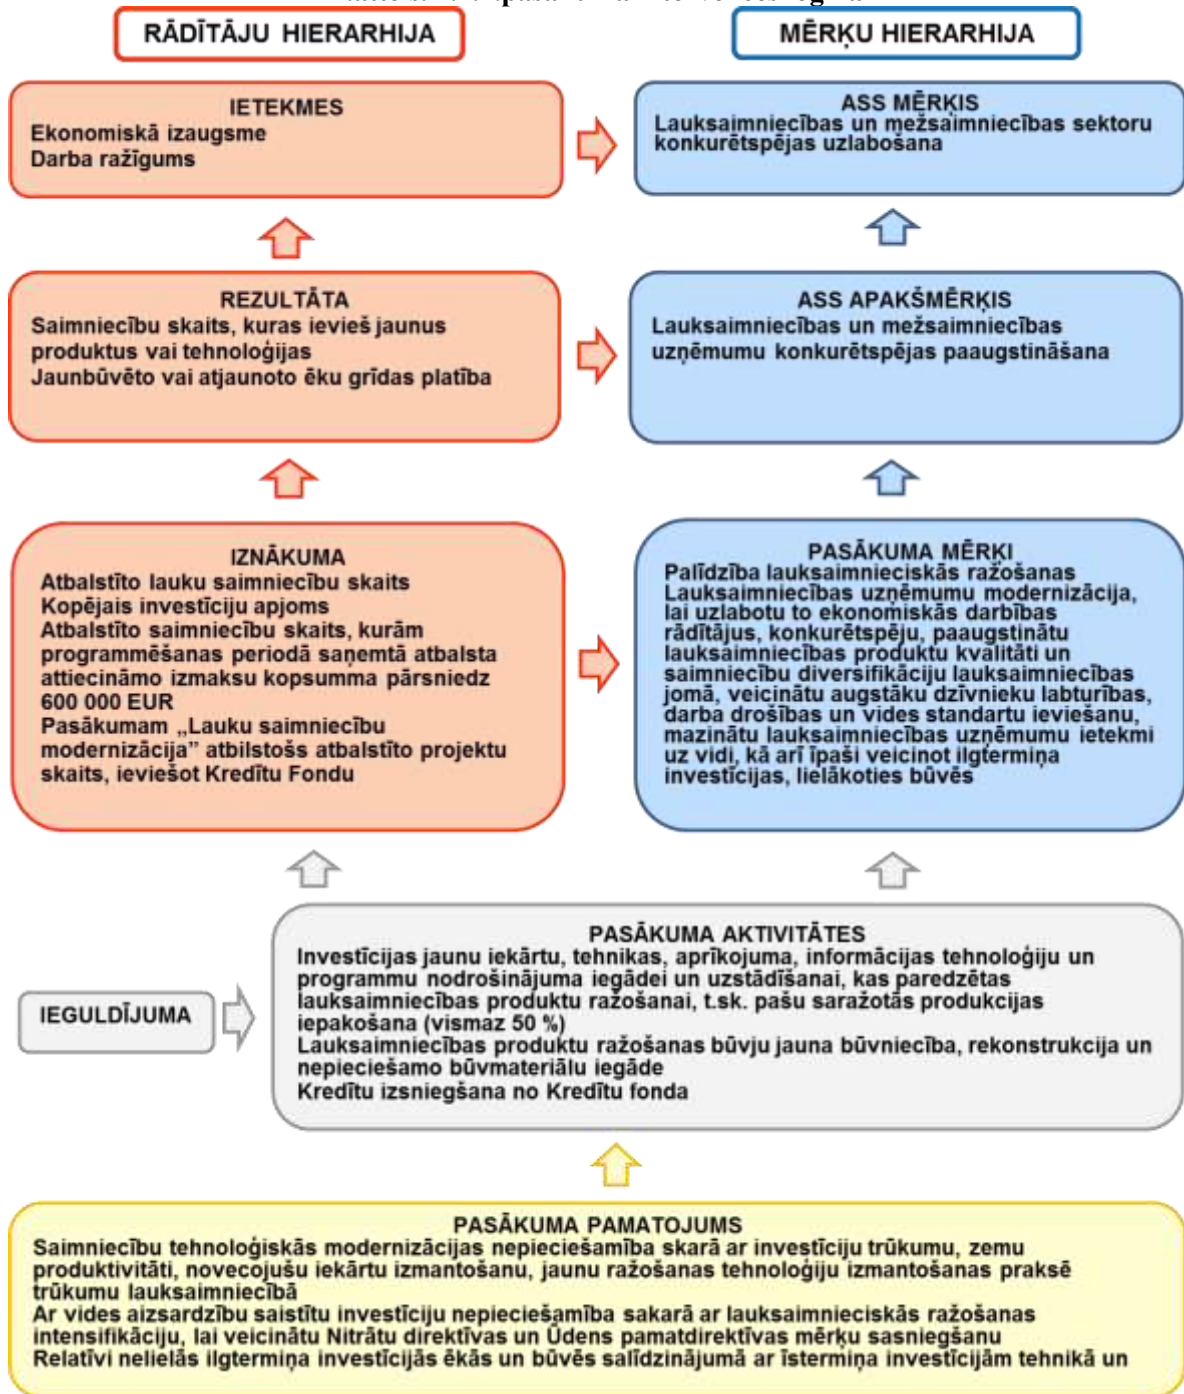 RĀDĪTĀJU HIERARHIJA
MĒRĶU HIERARHIJA
IETEKMES
Ekonomiskā izaugsme
Darba ražīgums
ASS MĒRĶIS
Lauksaimniecības un mežsaimniecības sektoru
konkurētspējas uzlabošana
REZULTĀTA
Saimniecību skaits, kuras ievieš jaunus
produktus vai tehnoloģijas
Jaunbūvēto vai atjaunoto ēku grīdas platība
ASS APAKŠMĒRĶIS
Lauksaimniecības un mežsaimniecības
uzņēmumu konkurētspējas paaugstināšana
IZNĀKUMA
Atbalstīto lauku saimniecību skaits
Kopējais investīciju apjoms
Atbalstīto saimniecību skaits, kurām
programmēšanas periodā saņemtā atbalsta
attiecināmo izmaksu kopsumma pārsniedz
600 000 EUR
Pasākumam „Lauku saimniecību
modernizācija” atbilstošs atbalstīto projektu
skaits, ieviešot Kredītu Fondu
PASĀKUMA MĒRĶI
Palīdzība lauksaimnieciskās ražošanas
Lauksaimniecības uzņēmumu modernizācija,
lai uzlabotu to ekonomiskās darbības
rādītājus, konkurētspēju, paaugstinātu
lauksaimniecības produktu kvalitāti un
saimniecību diversifikāciju lauksaimniecības
jomā, veicinātu augstāku dzīvnieku labturības,
darba drošības un vides standartu ieviešanu,
mazinātu lauksaimniecības uzņēmumu ietekmi
uz vidi, kā arī īpaši veicinot ilgtermiņa
investīcijas, lielākoties būvēs
IEGULDĪJUMA
PASĀKUMA AKTIVITĀTES
Investīcijas jaunu iekārtu, tehnikas, aprīkojuma, informācijas tehnoloģiju un
programmu nodrošinājuma iegādei un uzstādīšanai, kas paredzētas
lauksaimniecības produktu ražošanai, t.sk. pašu saražotās produkcijas
iepakošana (vismaz 50 %)
Lauksaimniecības produktu ražošanas būvju jauna būvniecība, rekonstrukcija un
nepieciešamo būvmateriālu iegāde
Kredītu izsniegšana no Kredītu fonda
PASĀKUMA PAMATOJUMS
Saimniecību tehnoloģiskās modernizācijas nepieciešamība skarā ar investīciju trūkumu, zemu
produktivitāti, novecojušu iekārtu izmantošanu, jaunu ražošanas tehnoloģiju izmantošanas praksē
trūkumu lauksaimniecībā
Ar vides aizsardzību saistītu investīciju nepieciešamība sakarā ar lauksaimnieciskās ražošanas
intensifikāciju, lai veicinātu Nitrātu direktīvas un Ūdens pamatdirektīvas mērķu sasniegšanu
Relatīvi nelielās ilgtermiņa investīcijās ēkās un būvēs salīdzinājumā ar īstermiņa investīcijām tehnikā un